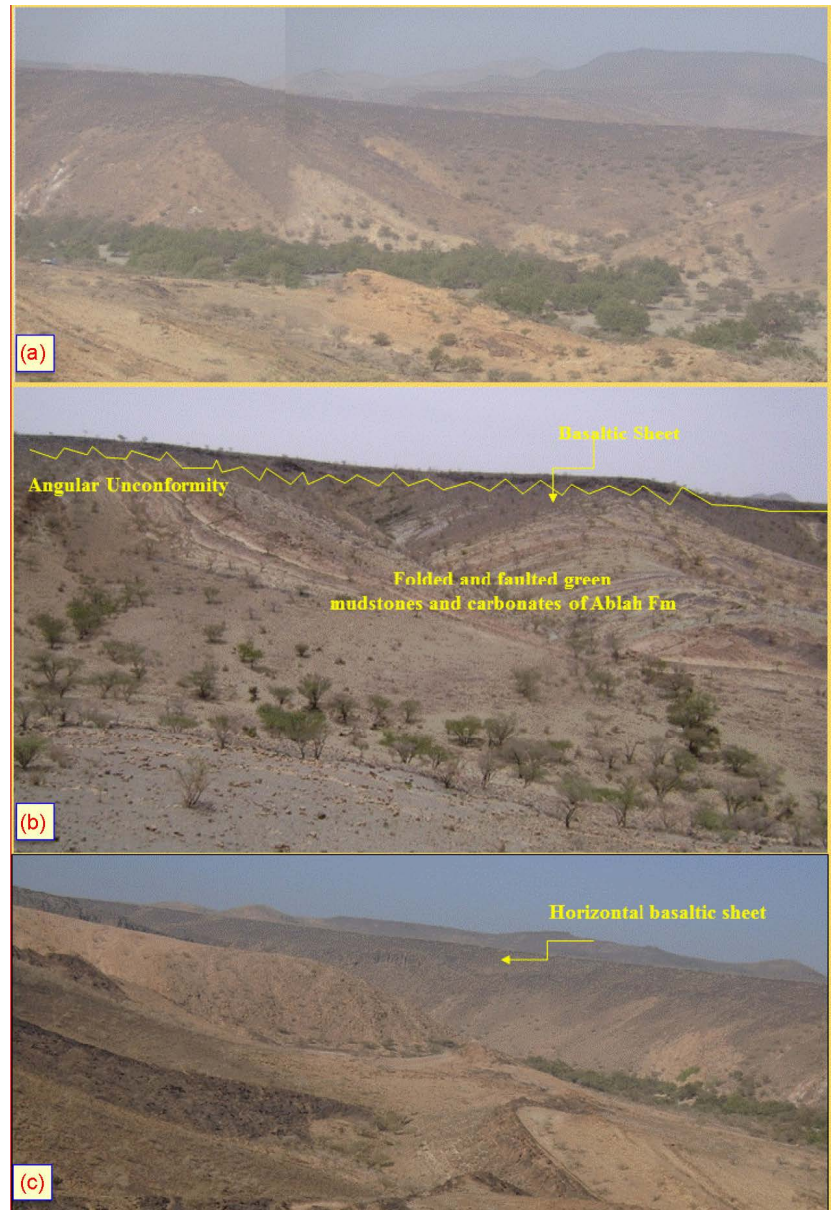 (a)
Basaltic Sheet
Angular Unconformity
Folded and faulted green
mudstones and carbonates of Ablah Fm
(b)
Horizontal basaltic sheet
(c)